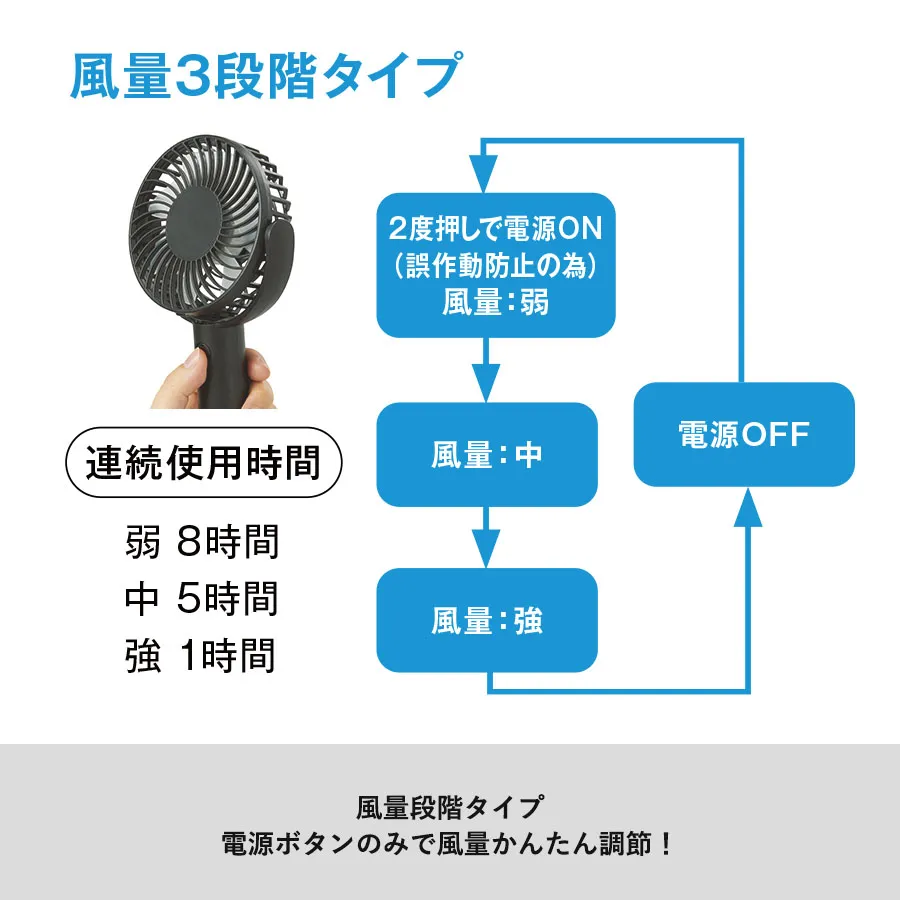 風量3段階タイプ
2度押しで電源ON
（誤作動防止の為）
風量：弱
風量：中
電源OFF
風量：強
連続使用時間
弱 8時間
中 5時間
強 1時間
風量段階タイプ
電源ボタンのみで風量かんたん調節！